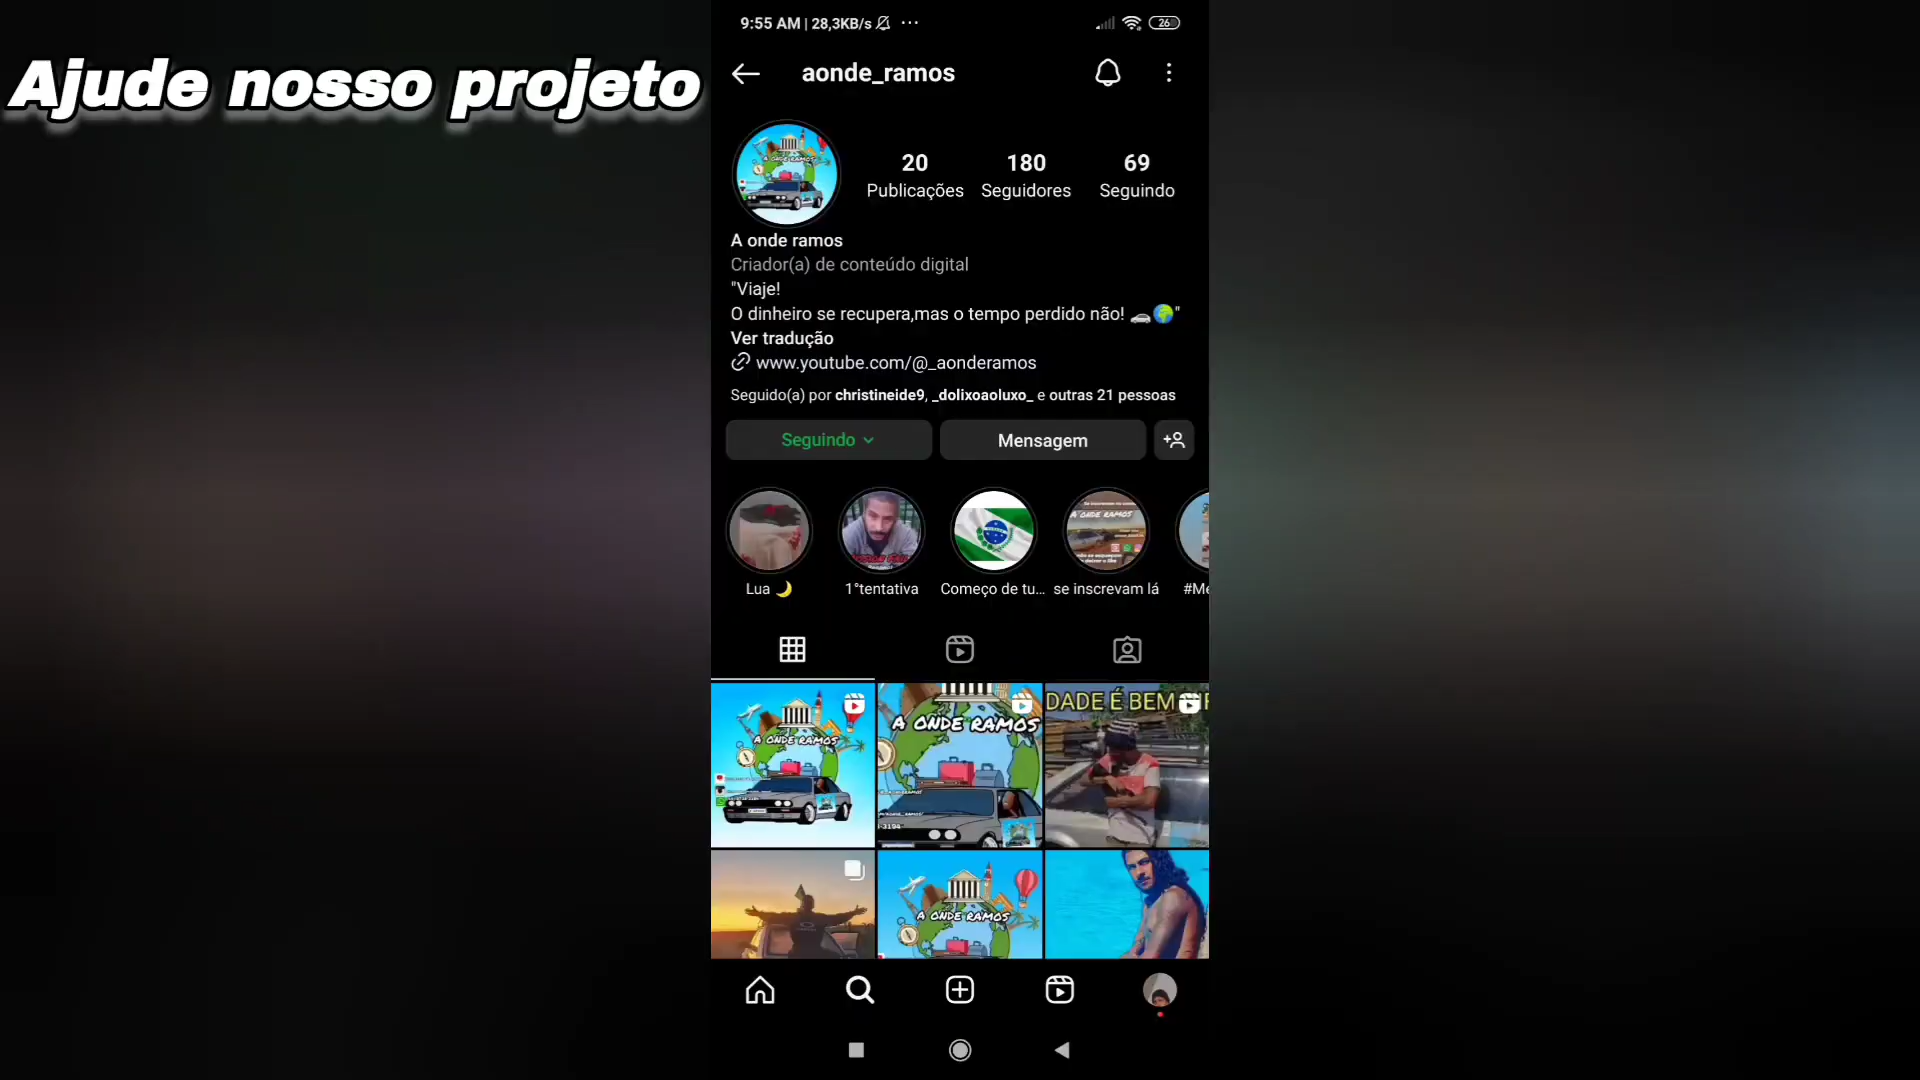 Ajude nosso projeto
9:55 AM | 28,3KB/s
26
aonde_ramos
20
180
69
Publicações
Seguidores
Seguindo
A onde ramos
Criador(a) de conteúdo digital
"Viaje!
O dinheiro se recupera,mas o tempo perdido não! 🚗🌍"
Ver tradução
www.youtube.com/@_aonderamos
Seguido(a) por christineide9, _dolixoaoluxo_ e outras 21 pessoas
Seguindo
Mensagem
A ONDE RAMOS
Lua 🌙
1°tentativa
Começo de tu...
se inscrevam lá
#Me
A ONDE RAMOS
A ONDE RAMOS
DADE É BEM
A ONDE RAMOS